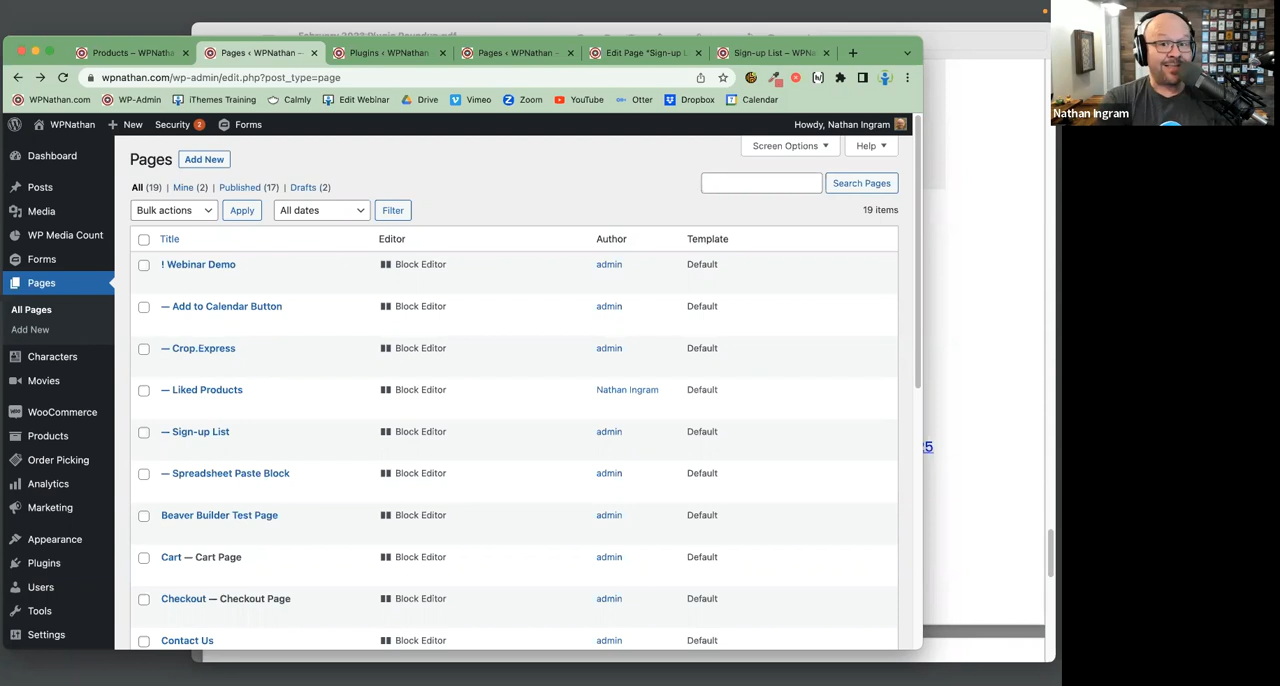 February 2023 Plugin Roundup.pdf
Products – WPNathan
Pages ‹ WPNathan —
Plugins ‹ WPNathan
Pages ‹ WPNathan
Edit Page "Sign-up L
Sign-up List – WPNa
wpnathan.com/wp-admin/edit.php?post_type=page
WPNathan.com
WP-Admin
iThemes Training
Calmly
Edit Webinar
Drive
Vimeo
Zoom
YouTube
Otter
Dropbox
Calendar
WPNathan
New
Security 2
Forms
Howdy, Nathan Ingram
Nathan Ingram
Dashboard
Posts
Media
WP Media Count
Forms
Pages
All Pages
Add New
Characters
Movies
WooCommerce
Products
Order Picking
Analytics
Marketing
Appearance
Plugins
Users
Tools
Settings
Pages Add New
Screen Options ▼
Help ▼
All (19) | Mine (2) | Published (17) | Drafts (2)
Search Pages
Bulk actions
Apply
All dates
Filter
19 items
Title Editor Author Template
! Webinar Demo Block Editor admin Default
— Add to Calendar Button Block Editor admin Default
— Crop.Express Block Editor admin Default
— Liked Products Block Editor Nathan Ingram Default
— Sign-up List Block Editor admin Default
— Spreadsheet Paste Block Block Editor admin Default
Beaver Builder Test Page Block Editor admin Default
Cart — Cart Page Block Editor admin Default
Checkout — Checkout Page Block Editor admin Default
Contact Us Block Editor admin Default